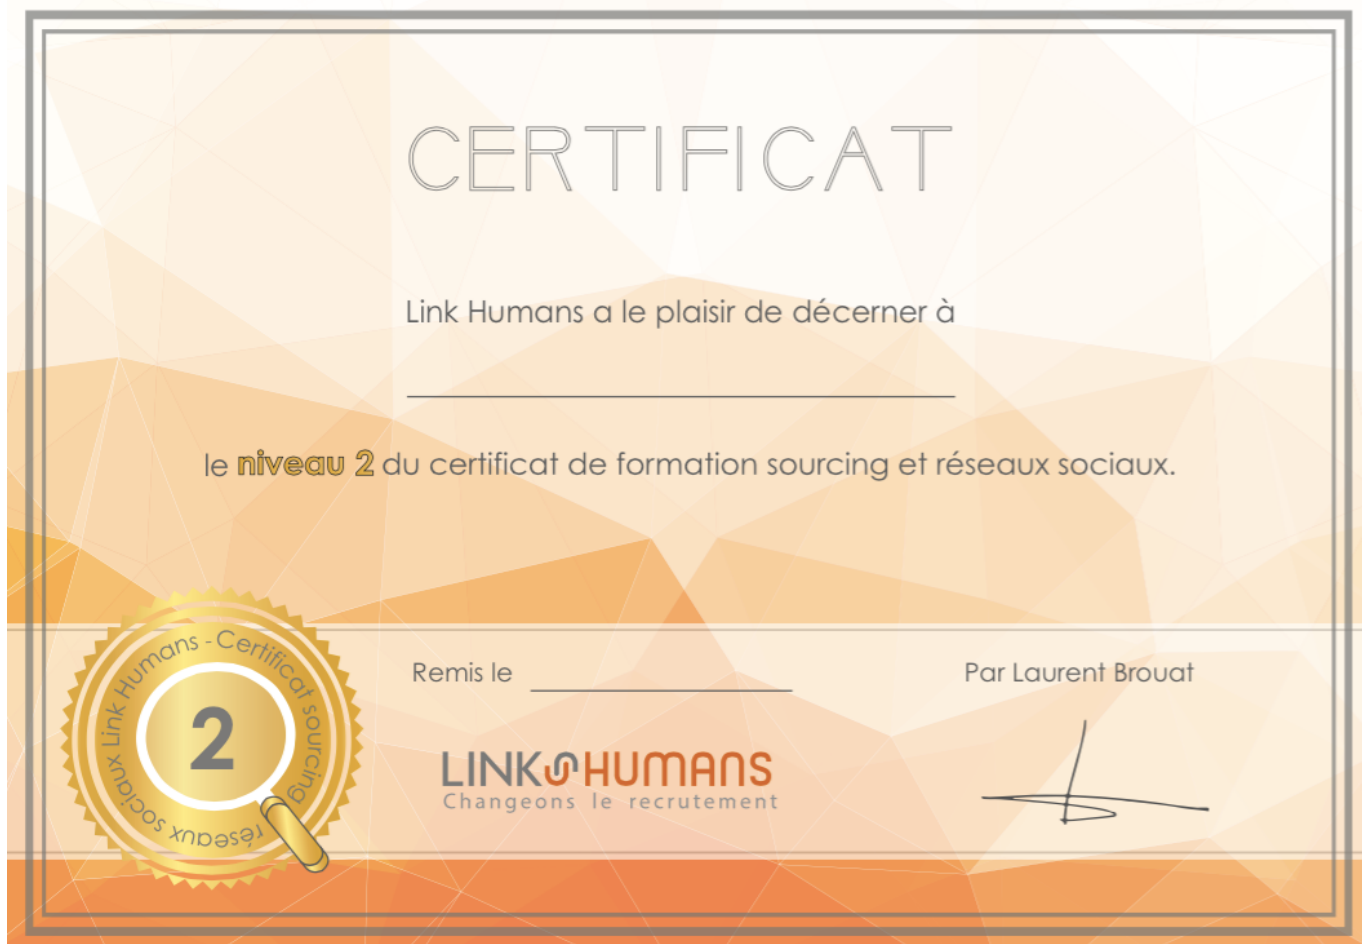 CERTIFICAT
Link Humans a le plaisir de décerner à
le niveau 2 du certificat de formation sourcing et réseaux sociaux.
Remis le
Par Laurent Brouat
Link Humans - Certificat sourcing réseaux sociaux
2
LINK HUMANS
Changeons le recrutement